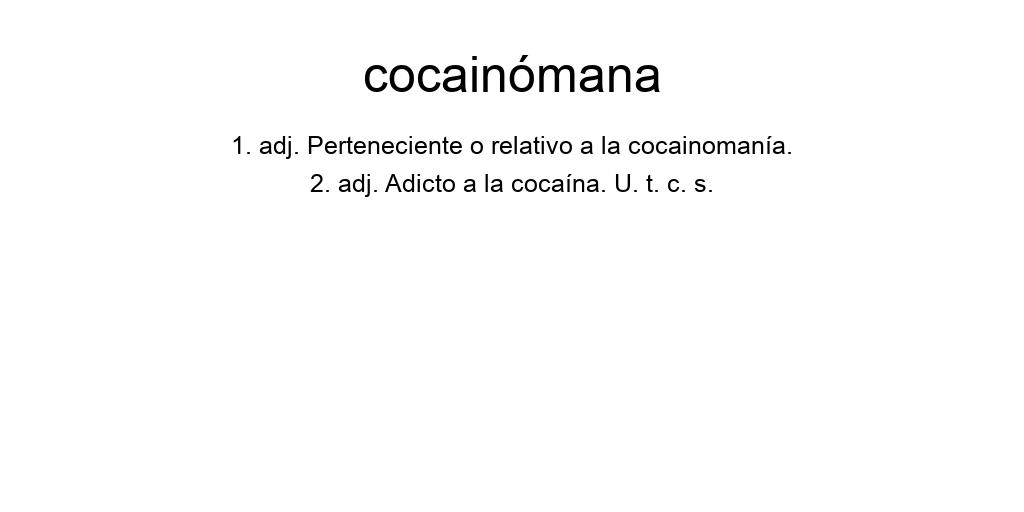 cocainómana
1. adj. Perteneciente o relativo a la cocainomanía.
2. adj. Adicto a la cocaína. U. t. c. s.